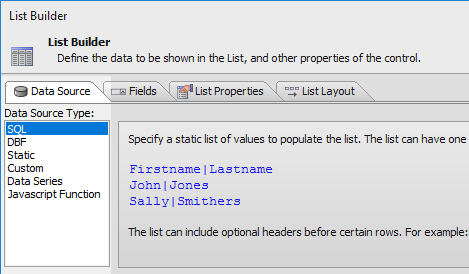 List Builder
List Builder
Define the data to be shown in the List, and other properties of the control.
Data Source
Fields
List Properties
List Layout
Data Source Type:
SQL
DBF
Static
Custom
Data Series
Javascript Function
Specify a static list of values to populate the list. The list can have one
Firstname|Lastname
John|Jones
Sally|Smithers
The list can include optional headers before certain rows. For example: